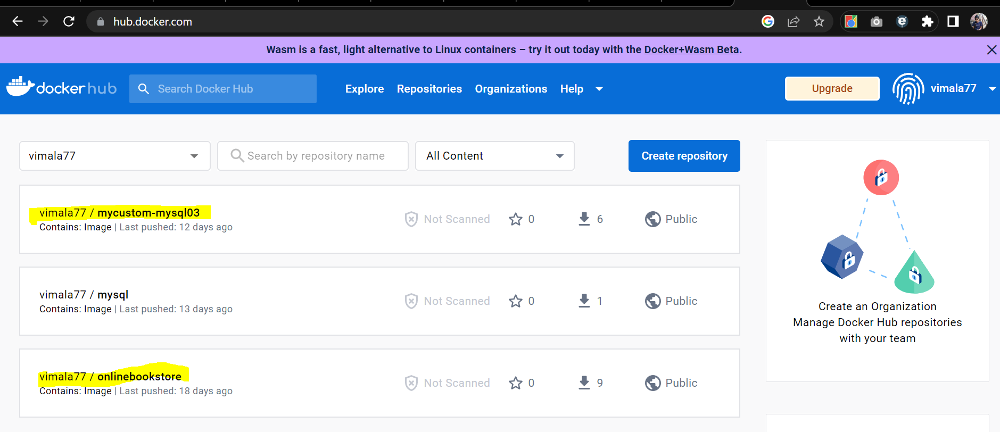 hub.docker.com
Wasm is a fast, light alternative to Linux containers – try it out today with the Docker+Wasm Beta.
docker hub Search Docker Hub Explore Repositories Organizations Help Upgrade vimala77
vimala77 Search by repository name All Content Create repository
vimala77 / mycustom-mysql03
Contains: Image | Last pushed: 12 days ago
Not Scanned 0 6 Public
vimala77 / mysql
Contains: Image | Last pushed: 13 days ago
Not Scanned 0 1 Public
vimala77 / onlinebookstore
Contains: Image | Last pushed: 18 days ago
Not Scanned 0 9 Public
Create an Organization
Manage Docker Hub repositories
with your team